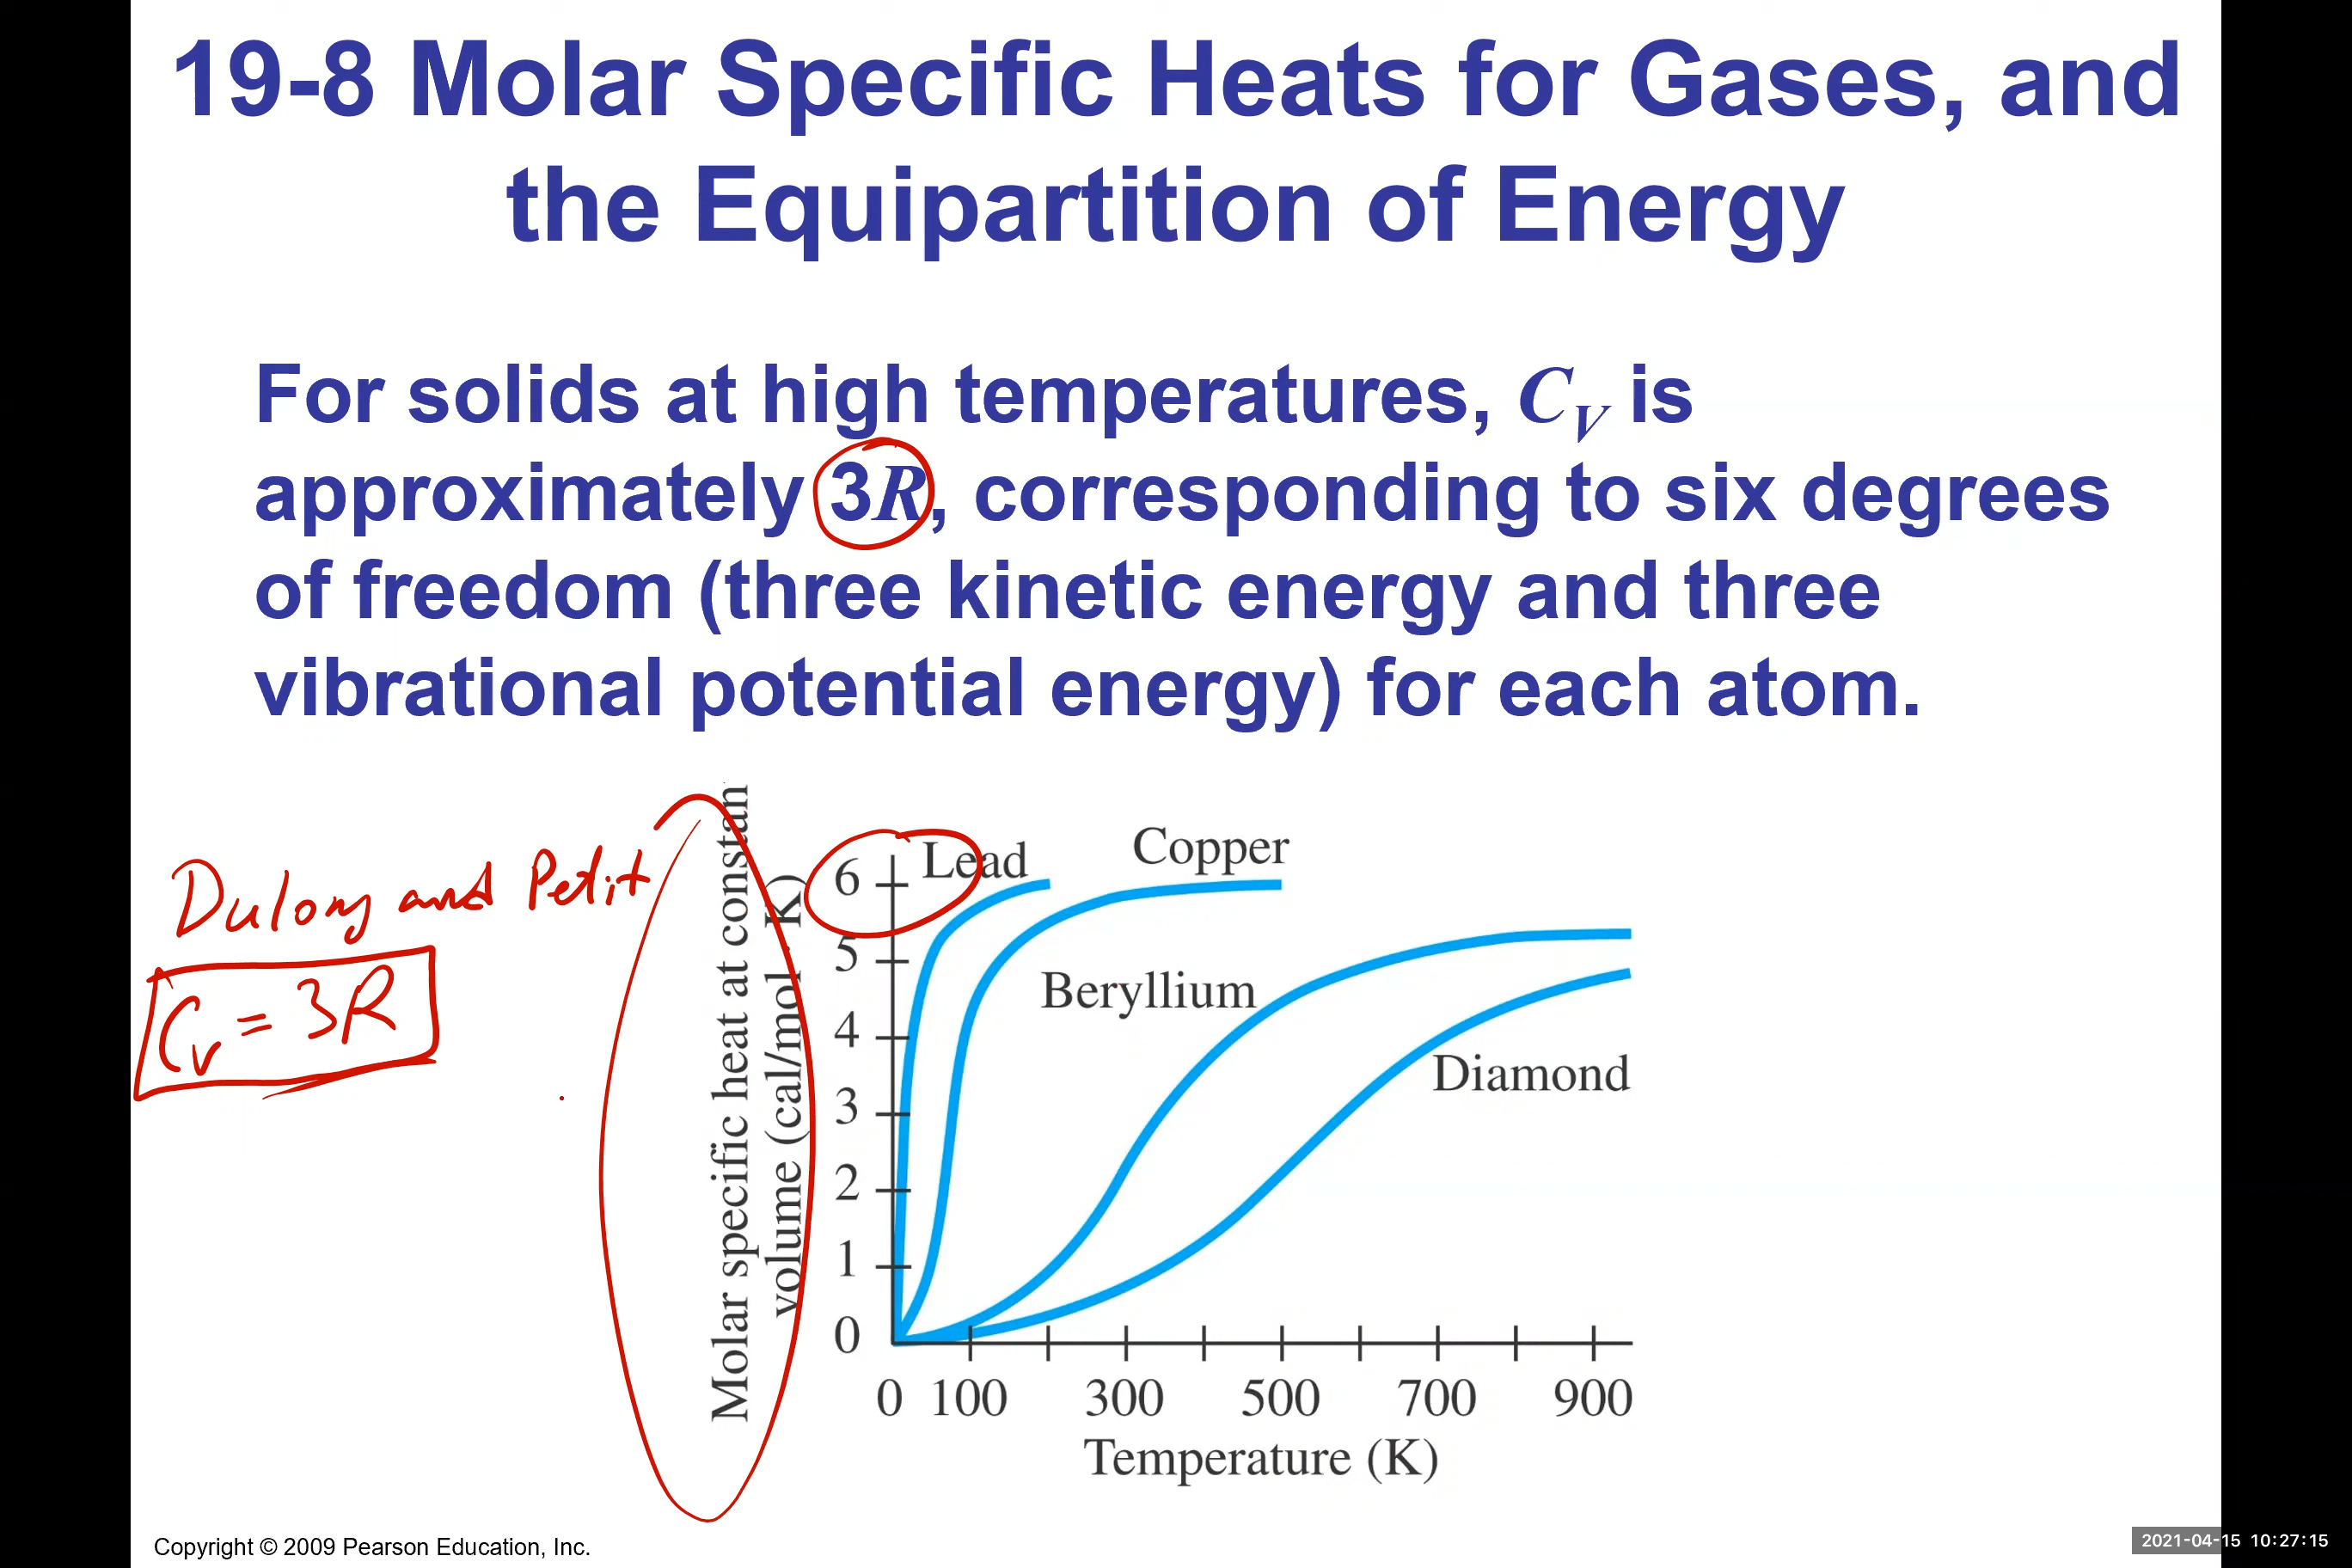 19-8 Molar Specific Heats for Gases, and
the Equipartition of Energy
For solids at high temperatures, C_V is
approximately 3R, corresponding to six degrees
of freedom (three kinetic energy and three
vibrational potential energy) for each atom.
Dulong and Petit
C_v = 3R
Molar specific heat at constan
volume (cal/mol · K)
6
5
4
3
2
1
0
Lead
Copper
Beryllium
Diamond
0 100 300 500 700 900
Temperature (K)
Copyright © 2009 Pearson Education, Inc.
2021-04-15 10:27:15